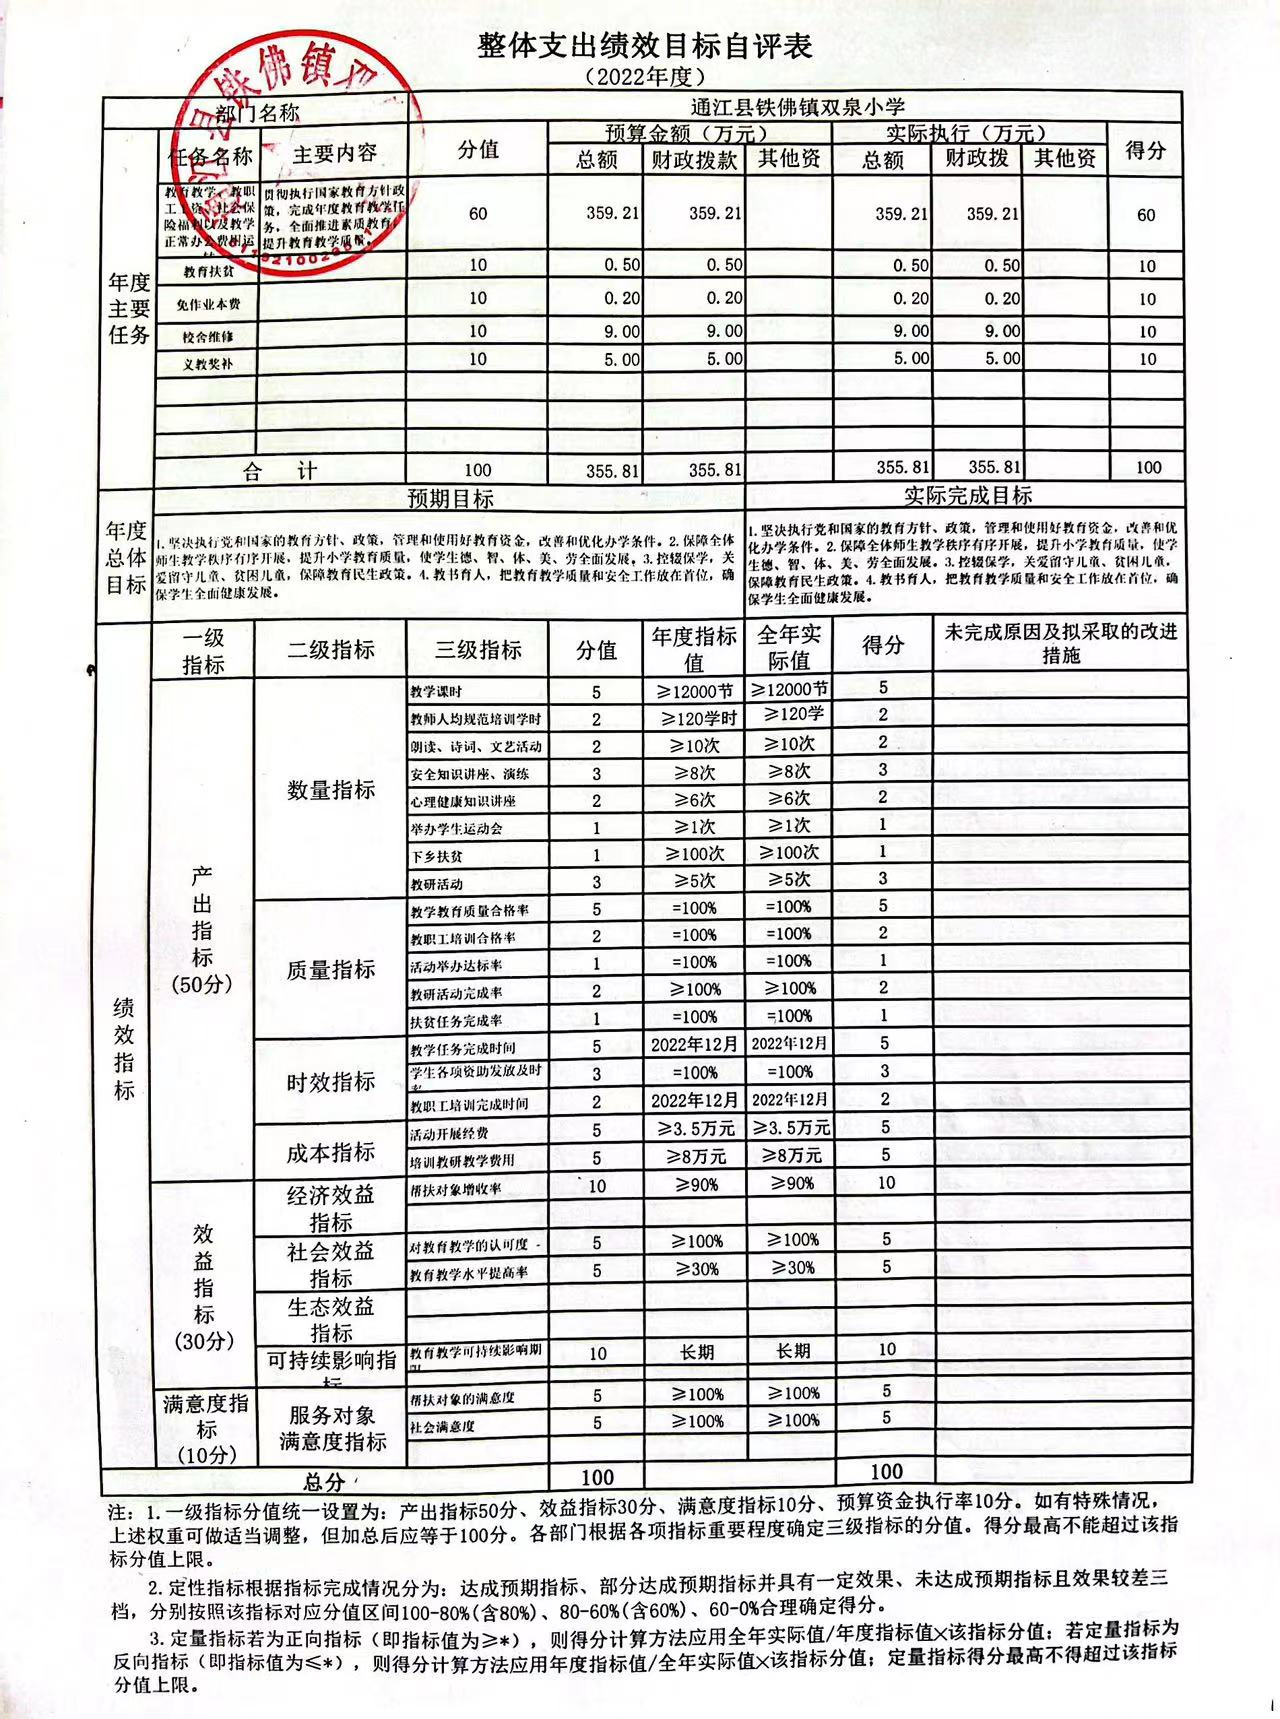 整体支出绩效目标自评表
（2022年度）
部门名称 通江县铁佛镇双泉小学
年度主要任务
任务名称 主要内容 分值 预算金额（万元） 实际执行（万元） 得分
总额 财政拨款 其他资 总额 财政拨 其他资
贯彻执行国家教育方针政
策，完成年度教育教学任
务，全面推进素质教育，
提升教育教学质量。
60 359.21 359.21 359.21 359.21 60
教育扶贫 10 0.50 0.50 0.50 0.50 10
免作业本费 10 0.20 0.20 0.20 0.20 10
校舍维修 10 9.00 9.00 9.00 9.00 10
义教奖补 10 5.00 5.00 5.00 5.00 10
合 计 100 355.81 355.81 355.81 355.81 100
年度总体目标
预期目标 实际完成目标
1. 坚决执行党和国家的教育方针、政策，管理和使用好教育资金，改善和优化办学条件。2. 保障全体
师生教学秩序有序开展，提升小学教育质量，使学生德、智、体、美、劳全面发展。3. 控辍保学，关
爱留守儿童、贫困儿童，保障教育民生政策。4. 教书育人，把教育教学质量和安全工作放在首位，确
保学生全面健康发展。
1. 坚决执行党和国家的教育方针、政策，管理和使用好教育资金，改善和优
化办学条件。2. 保障全体师生教学秩序有序开展，提升小学教育质量，使学
生德、智、体、美、劳全面发展。3. 控辍保学，关爱留守儿童、贫困儿童，
保障教育民生政策。4. 教书育人，把教育教学质量和安全工作放在首位，确
保学生全面健康发展。
绩效指标
一级指标 二级指标 三级指标 分值 年度指标值 全年实际值 得分 未完成原因及拟采取的改进措施
产出指标(50分)
数量指标
教学课时 5 ≥12000节 ≥12000节 5
教师人均规范培训学时 2 ≥120学时 ≥120学 2
朗读、诗词、文艺活动 2 ≥10次 ≥10次 2
安全知识讲座、演练 3 ≥8次 ≥8次 3
心理健康知识讲座 2 ≥6次 ≥6次 2
举办学生运动会 1 ≥1次 ≥1次 1
下乡扶贫 1 ≥100次 ≥100次 1
教研活动 3 ≥5次 ≥5次 3
质量指标
教学教育质量合格率 5 =100% =100% 5
教职工培训合格率 2 =100% =100% 2
活动举办达标率 1 =100% =100% 1
教研活动完成率 2 ≥100% ≥100% 2
扶贫任务完成率 1 =100% =100% 1
时效指标
教学任务完成时间 5 2022年12月 2022年12月 5
学生各项资助发放及时 3 =100% =100% 3
教职工培训完成时间 2 2022年12月 2022年12月 2
成本指标
活动开展经费 5 ≥3.5万元 ≥3.5万元 5
培训教研教学费用 5 ≥8万元 ≥8万元 5
效益指标(30分)
经济效益指标
帮扶对象增收率 10 ≥90% ≥90% 10
社会效益指标
对教育教学的认可度 5 ≥100% ≥100% 5
教育教学水平提高率 5 ≥30% ≥30% 5
生态效益指标
可持续影响指
教育教学可持续影响期 10 长期 长期 10
满意度指标(10分)
服务对象满意度指标
帮扶对象的满意度 5 ≥100% ≥100% 5
社会满意度 5 ≥100% ≥100% 5
总分 100 100
注：1. 一级指标分值统一设置为：产出指标50分、效益指标30分、满意度指标10分、预算资金执行率10分。如有特殊情况，
上述权重可做适当调整，但加总后应等于100分。各部门根据各项指标重要程度确定三级指标的分值。得分最高不能超过该指
标分值上限。
2. 定性指标根据指标完成情况分为：达成预期指标、部分达成预期指标并具有一定效果、未达成预期指标且效果较差三
档，分别按照该指标对应分值区间100-80%(含80%)、80-60%(含60%)、60-0%合理确定得分。
3. 定量指标若为正向指标（即指标值为≥*），则得分计算方法应用全年实际值/年度指标值×该指标分值；若定量指标为
反向指标（即指标值为≤*），则得分计算方法应用年度指标值/全年实际值×该指标分值；定量指标得分最高不得超过该指标
分值上限。